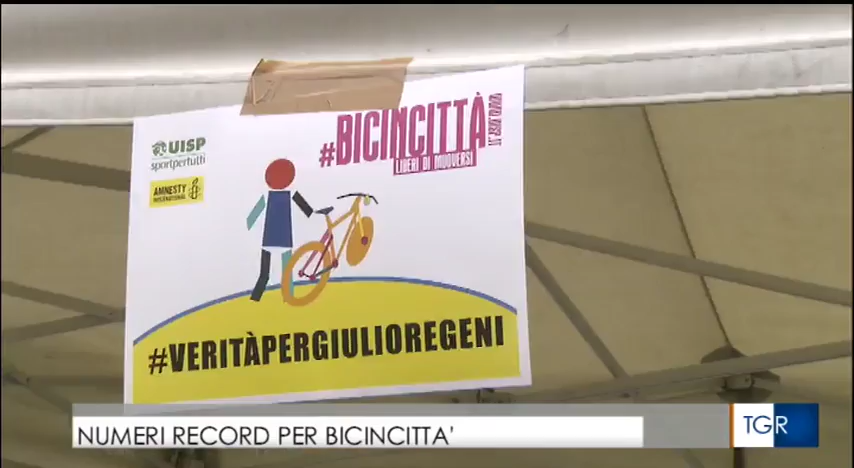 UISP
sportpertutti
AMNESTY
INTERNATIONAL
#BICINCITTÀ
LIBERI DI MUOVERSI
#VERITÀPERGIULIOREGENI
NUMERI RECORD PER BICINCITTA'
TGR